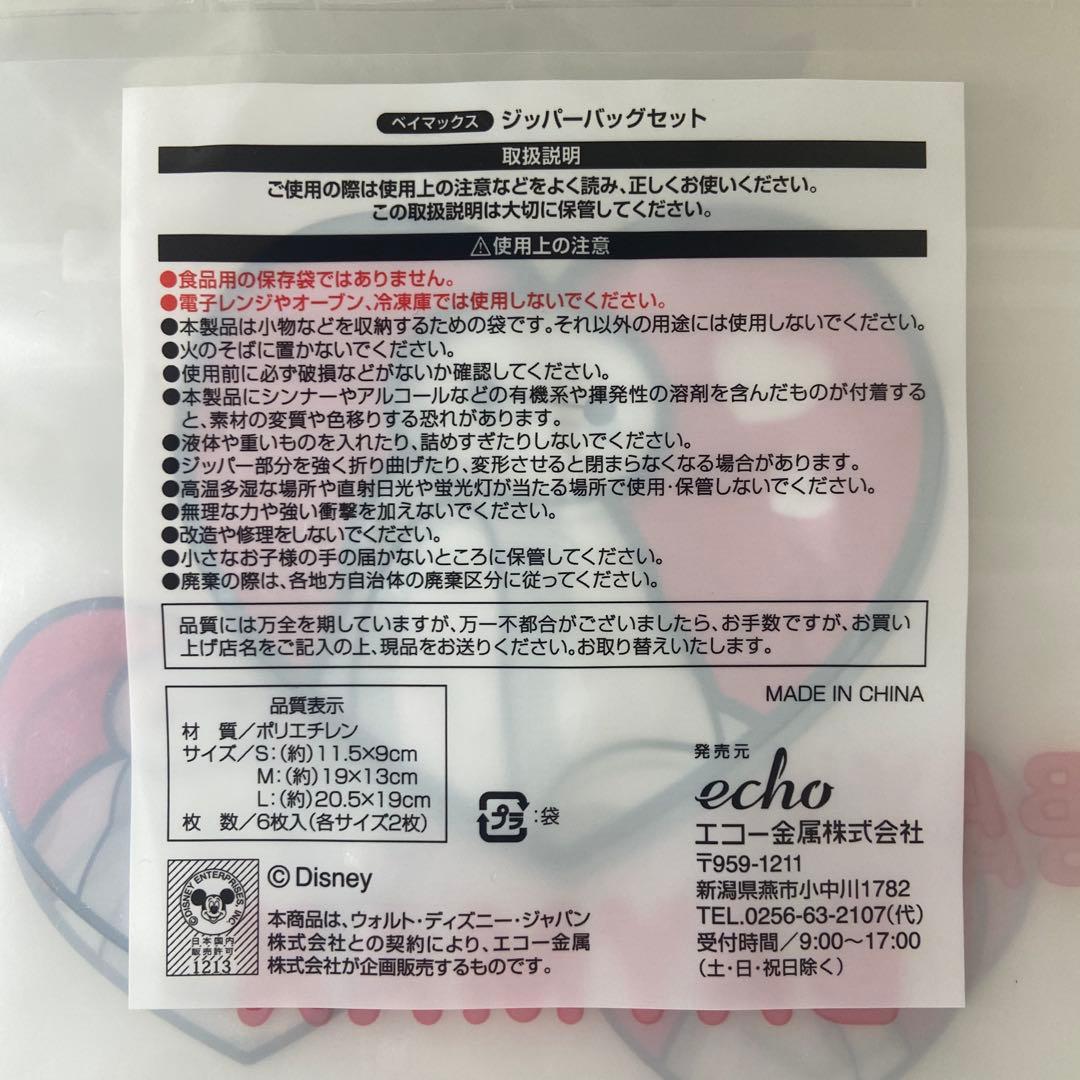 ベイマックス ジッパーバッグセット
取扱説明
ご使用の際は使用上の注意などをよく読み、正しくお使いください。
この取扱説明は大切に保管してください。
⚠使用上の注意
●食品用の保存袋ではありません。
●電子レンジやオーブン、冷凍庫では使用しないでください。
●本製品は小物などを収納するための袋です。それ以外の用途には使用しないでください。
●火のそばに置かないでください。
●使用前に必ず破損などがないか確認してください。
●本製品にシンナーやアルコールなどの有機系や揮発性の溶剤を含んだものが付着する
と、素材の変質や色移りする恐れがあります。
●液体や重いものを入れたり、詰めすぎたりしないでください。
●ジッパー部分を強く折り曲げたり、変形させると閉まらなくなる場合があります。
●高温多湿な場所や直射日光や蛍光灯が当たる場所で使用・保管しないでください。
●無理な力や強い衝撃を加えないでください。
●改造や修理をしないでください。
●小さなお子様の手の届かないところに保管してください。
●廃棄の際は、各地方自治体の廃棄区分に従ってください。
品質には万全を期していますが、万一不都合がございましたら、お手数ですが、お買い
上げ店名をご記入の上、現品をお送りください。お取り替えいたします。
品質表示
材 質／ポリエチレン
サイズ／S：(約)11.5×9cm
M：(約)19×13cm
L：(約)20.5×19cm
枚 数／6枚入(各サイズ2枚)
プラ ：袋
MADE IN CHINA
発売元
echo
エコー金属株式会社
〒959-1211
新潟県燕市小中川1782
TEL.0256-63-2107(代)
受付時間／9:00〜17:00
(土・日・祝日除く)
©DISNEY ENTERPRISES, INC
日本国内
販売許可
1213
©Disney
本商品は、ウォルト・ディズニー・ジャパン
株式会社との契約により、エコー金属
株式会社が企画販売するものです。